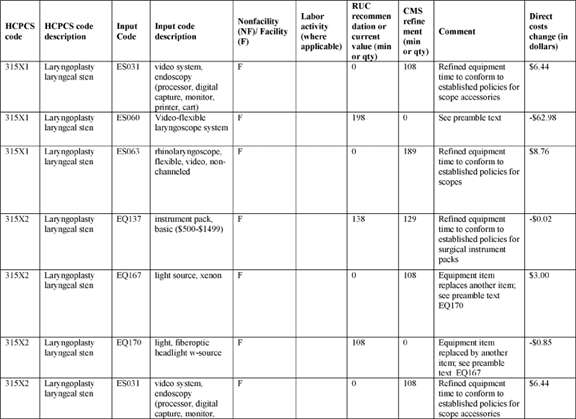 HCPCS code | HCPCS code description | Input Code | Input code description | Nonfacility (NF)/ Facility (F) | Labor activity (where applicable) | RUC recommen dation or current value (min or qty) | CMS refine ment (min or qty) | Comment | Direct costs change (in dollars)
315X1 | Laryngoplasty laryngeal sten | ES031 | video system, endoscopy (processor, digital capture, monitor, printer, cart) | F | | 0 | 108 | Refined equipment time to conform to established policies for scope accessories | $6.44
315X1 | Laryngoplasty laryngeal sten | ES060 | Video-flexible laryngoscope system | F | | 198 | 0 | See preamble text | -$62.98
315X1 | Laryngoplasty laryngeal sten | ES063 | rhinolaryngoscope, flexible, video, non-channeled | F | | 0 | 189 | Refined equipment time to conform to established policies for scopes | $8.76
315X2 | Laryngoplasty laryngeal sten | EQ137 | instrument pack, basic ($500-$1499) | F | | 138 | 129 | Refined equipment time to conform to established policies for surgical instrument packs | -$0.02
315X2 | Laryngoplasty laryngeal sten | EQ167 | light source, xenon | F | | 0 | 108 | Equipment item replaces another item; see preamble text EQ170 | $3.00
315X2 | Laryngoplasty laryngeal sten | EQ170 | light, fiberoptic headlight w-source | F | | 108 | 0 | Equipment item replaced by another item; see preamble text EQ167 | -$0.85
315X2 | Laryngoplasty laryngeal sten | ES031 | video system, endoscopy (processor, digital capture, monitor, | F | | 0 | 108 | Refined equipment time to conform to established policies for scope accessories | $6.44